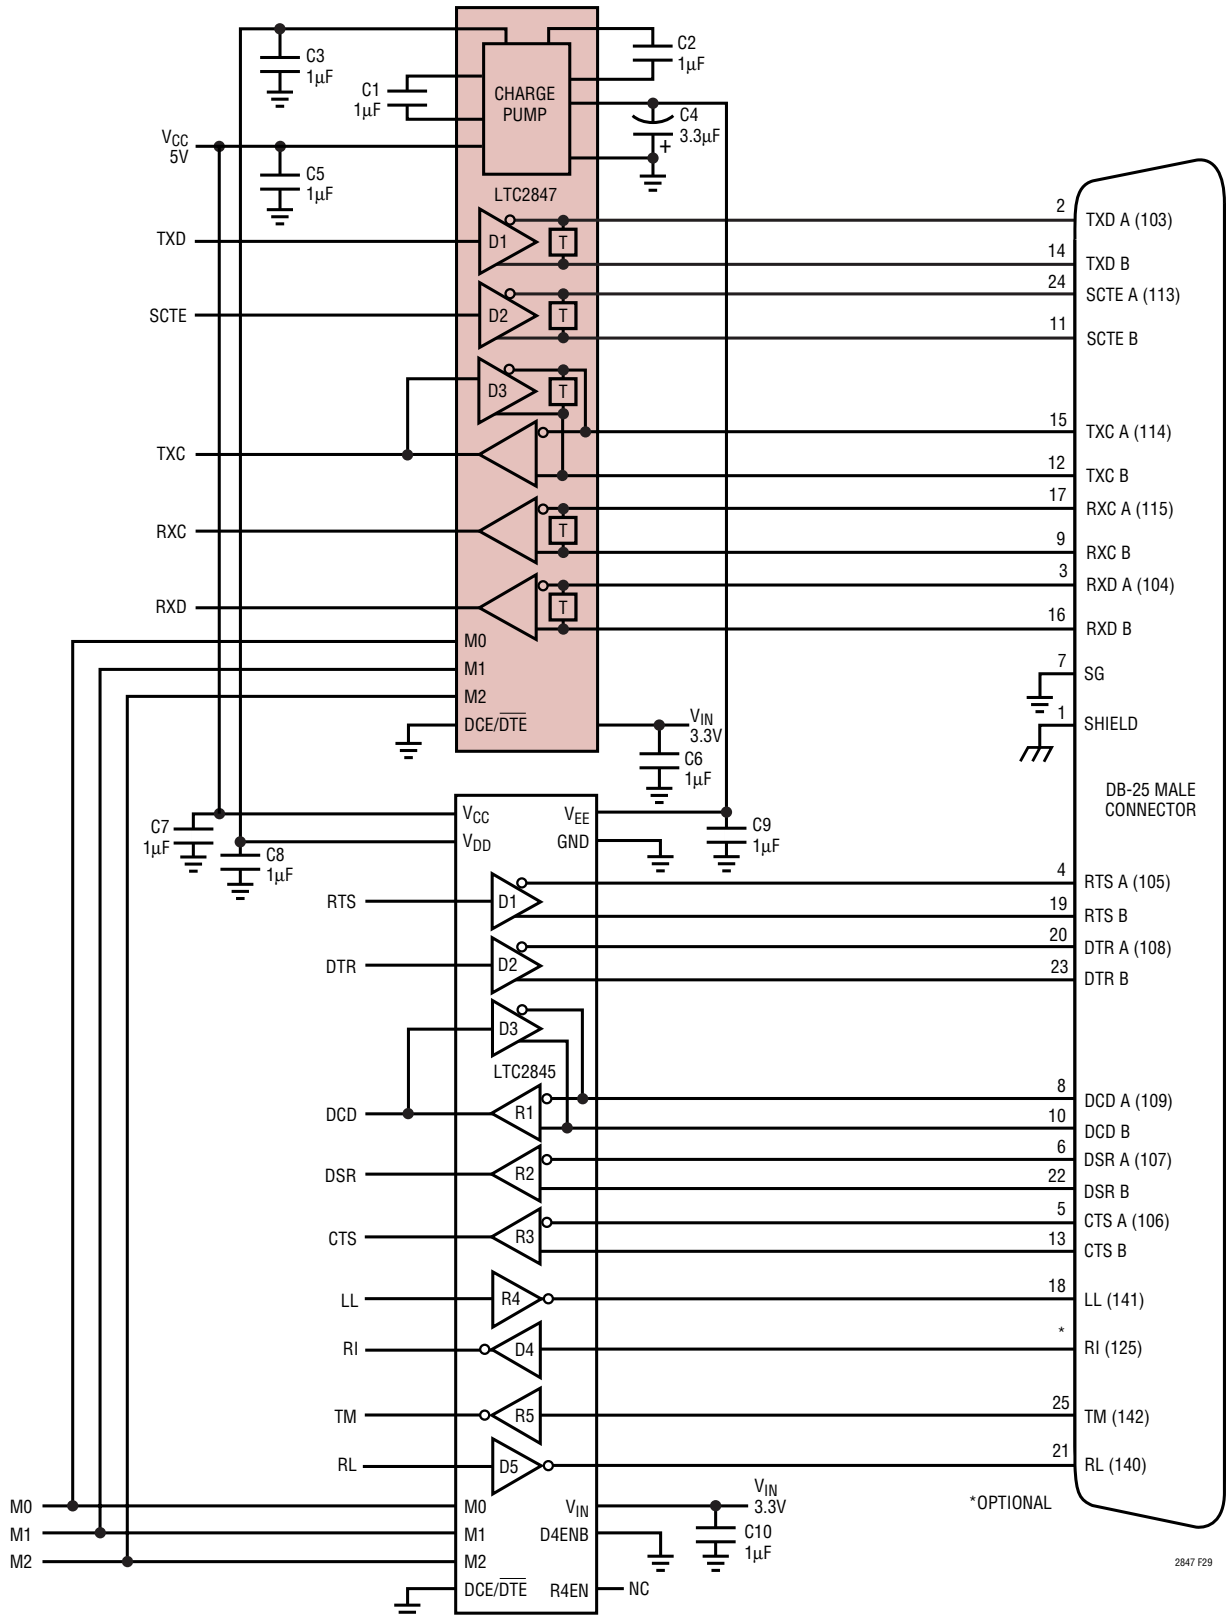 C3
1µF
C2
1µF
C1
1µF
CHARGE
PUMP
C4
3.3µF
+
VCC
5V
C5
1µF
LTC2847
TXD
D1
T
2
TXD A (103)
14
TXD B
SCTE
D2
T
24
SCTE A (113)
11
SCTE B
D3
T
TXC
15
TXC A (114)
12
TXC B
RXC
T
17
RXC A (115)
9
RXC B
RXD
T
3
RXD A (104)
16
RXD B
M0
M1
M2
DCE/DTE
7
SG
1
SHIELD
VIN
3.3V
C6
1µF
DB-25 MALE
CONNECTOR
C7
1µF
C8
1µF
VCC
VDD
VEE
GND
C9
1µF
RTS
D1
4
RTS A (105)
19
RTS B
DTR
D2
20
DTR A (108)
23
DTR B
D3
LTC2845
DCD
R1
8
DCD A (109)
10
DCD B
DSR
R2
6
DSR A (107)
22
DSR B
CTS
R3
5
CTS A (106)
13
CTS B
LL
R4
18
LL (141)
RI
D4
*
RI (125)
TM
R5
25
TM (142)
RL
D5
21
RL (140)
*OPTIONAL
M0
M1
M2
M0
M1
M2
DCE/DTE
VIN
D4ENB
R4EN
NC
VIN
3.3V
C10
1µF
2847 F29